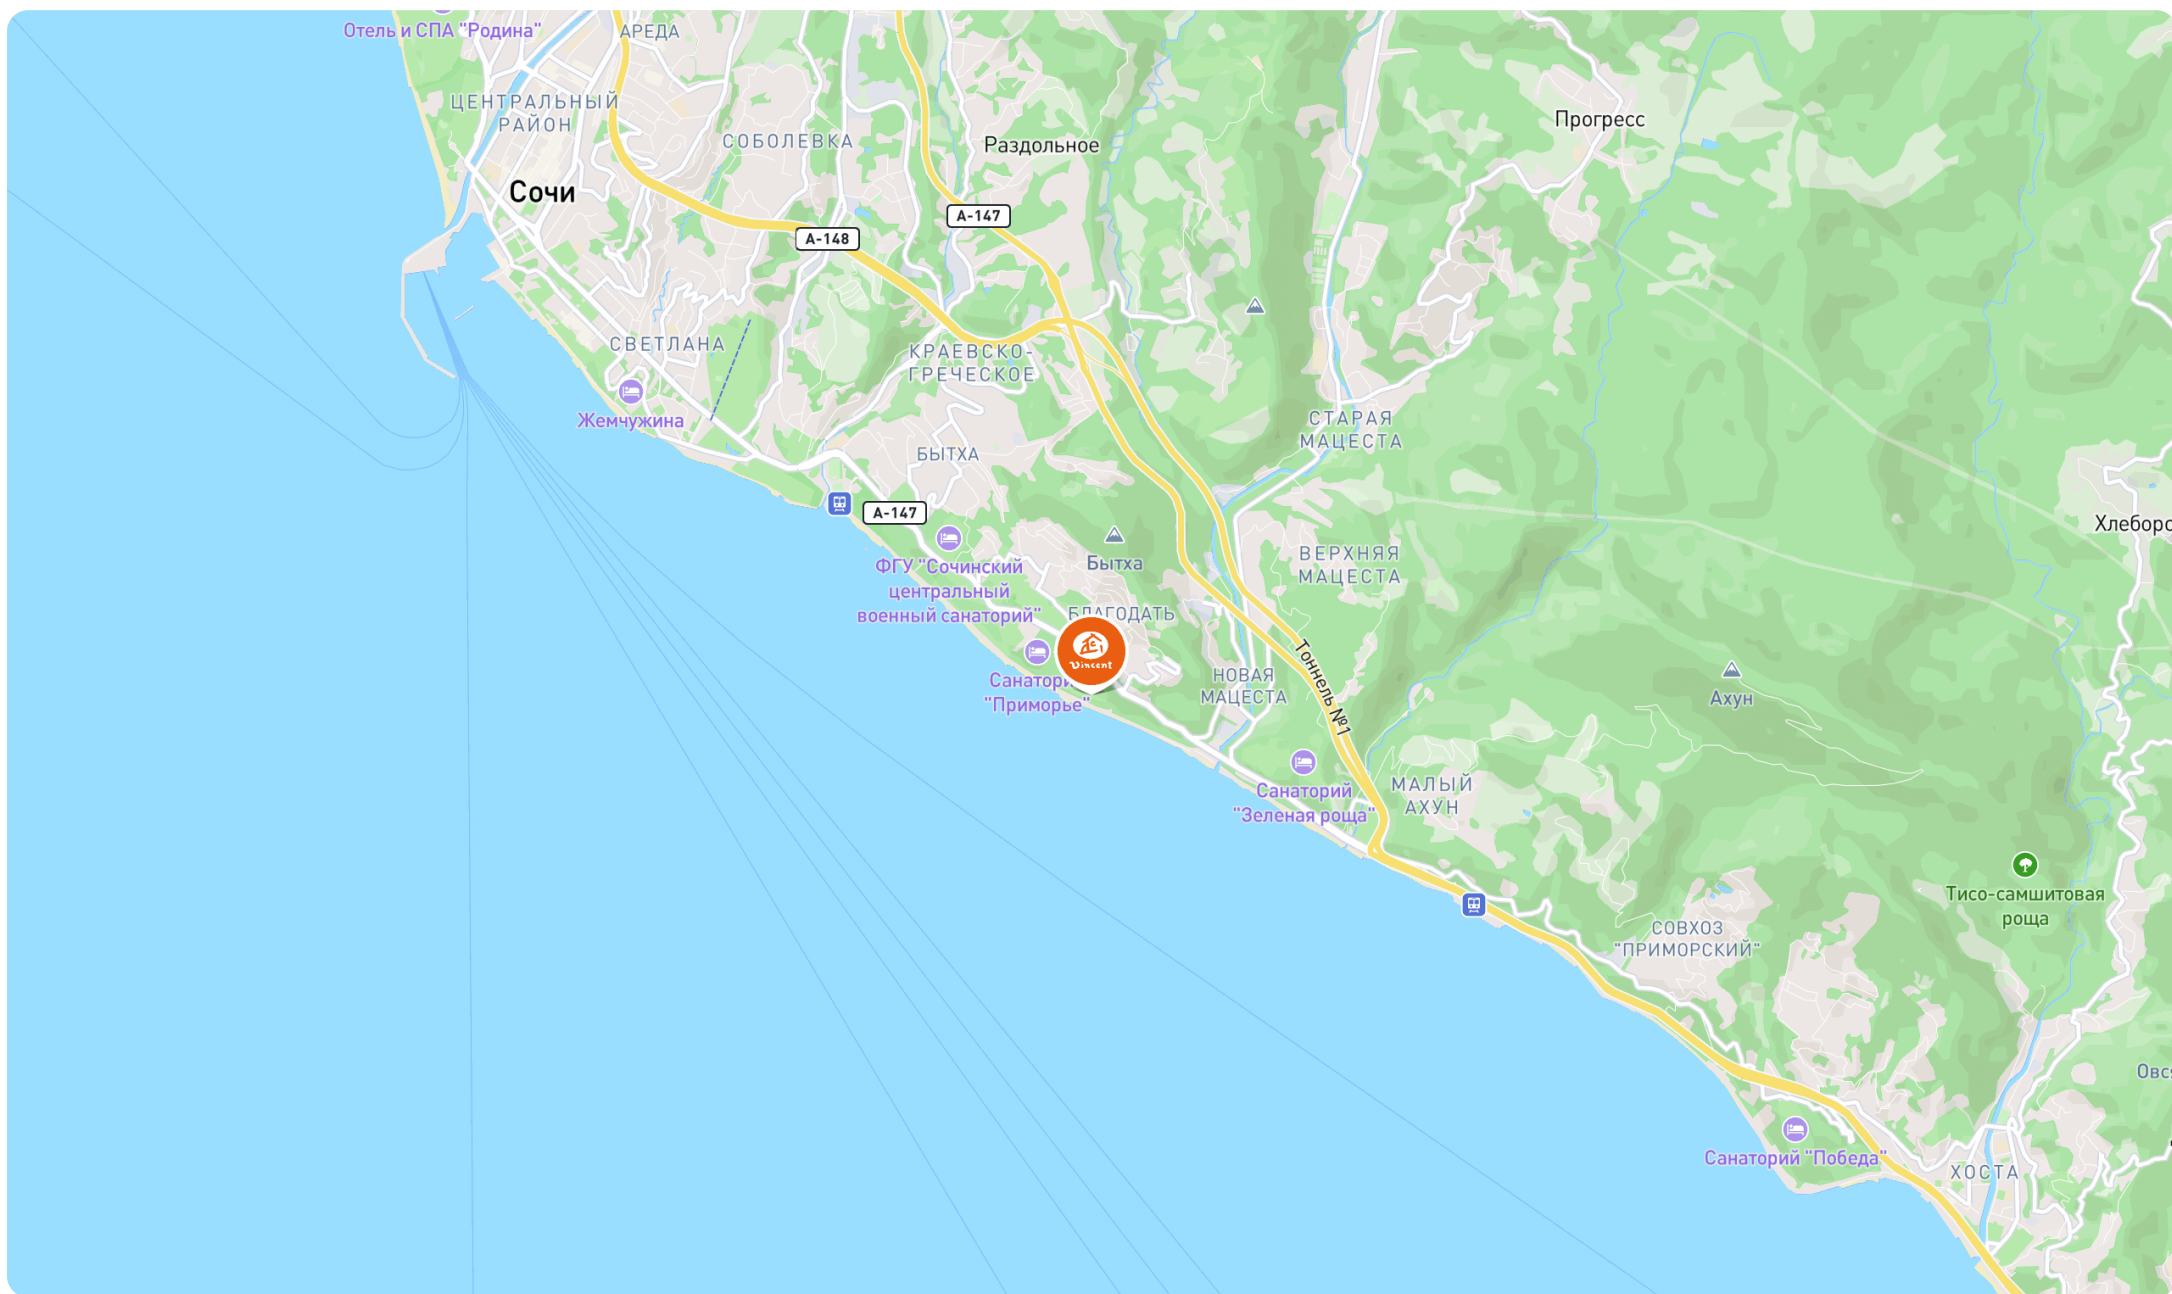 Отель и СПА "Родина"
АРЕДА
ЦЕНТРАЛЬНЫЙ
РАЙОН
СОБОЛЕВКА
Раздольное
Прогресс
Сочи
А-147
А-148
СВЕТЛАНА
КРАЕВСКО-
ГРЕЧЕСКОЕ
Жемчужина
СТАРАЯ
МАЦЕСТА
БЫТХА
А-147
Хлеборо
ФГУ "Сочинский
центральный
военный санаторий"
Бытха
ВЕРХНЯЯ
МАЦЕСТА
БЛАГОДАТЬ
Vincent
Санатори
"Приморье"
НОВАЯ
МАЦЕСТА
Тоннель №1
Ахун
Санаторий
"Зеленая роща"
МАЛЫЙ
АХУН
Тисо-самшитовая
роща
СОВХОЗ
"ПРИМОРСКИЙ"
Овс
Санаторий "Победа"
ХОСТА